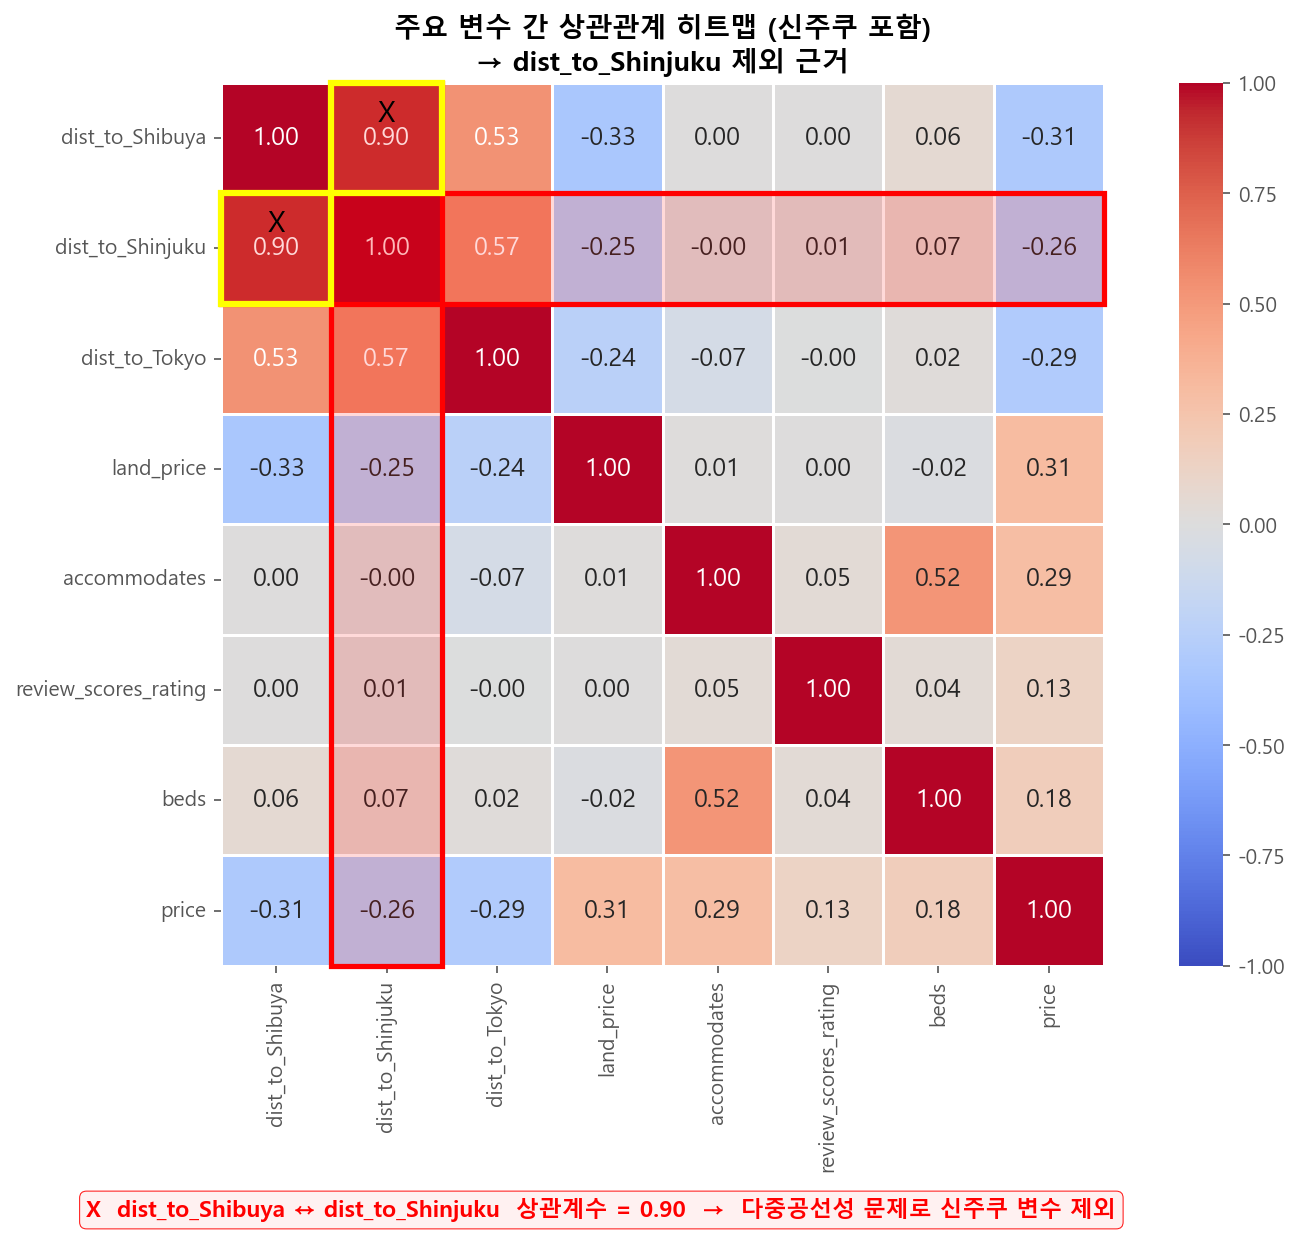 주요 변수 간 상관관계 히트맵 (신주쿠 포함)
→ dist_to_Shinjuku 제외 근거
dist_to_Shibuya 1.00 X 0.90 0.53 -0.33 0.00 0.00 0.06 -0.31
dist_to_Shinjuku X 0.90 1.00 0.57 -0.25 -0.00 0.01 0.07 -0.26
dist_to_Tokyo 0.53 0.57 1.00 -0.24 -0.07 -0.00 0.02 -0.29
land_price -0.33 -0.25 -0.24 1.00 0.01 0.00 -0.02 0.31
accommodates 0.00 -0.00 -0.07 0.01 1.00 0.05 0.52 0.29
review_scores_rating 0.00 0.01 -0.00 0.00 0.05 1.00 0.04 0.13
beds 0.06 0.07 0.02 -0.02 0.52 0.04 1.00 0.18
price -0.31 -0.26 -0.29 0.31 0.29 0.13 0.18 1.00
dist_to_Shibuya
dist_to_Shinjuku
dist_to_Tokyo
land_price
accommodates
review_scores_rating
beds
price
1.00
0.75
0.50
0.25
0.00
-0.25
-0.50
-0.75
-1.00
X dist_to_Shibuya ↔ dist_to_Shinjuku 상관계수 = 0.90 → 다중공선성 문제로 신주쿠 변수 제외